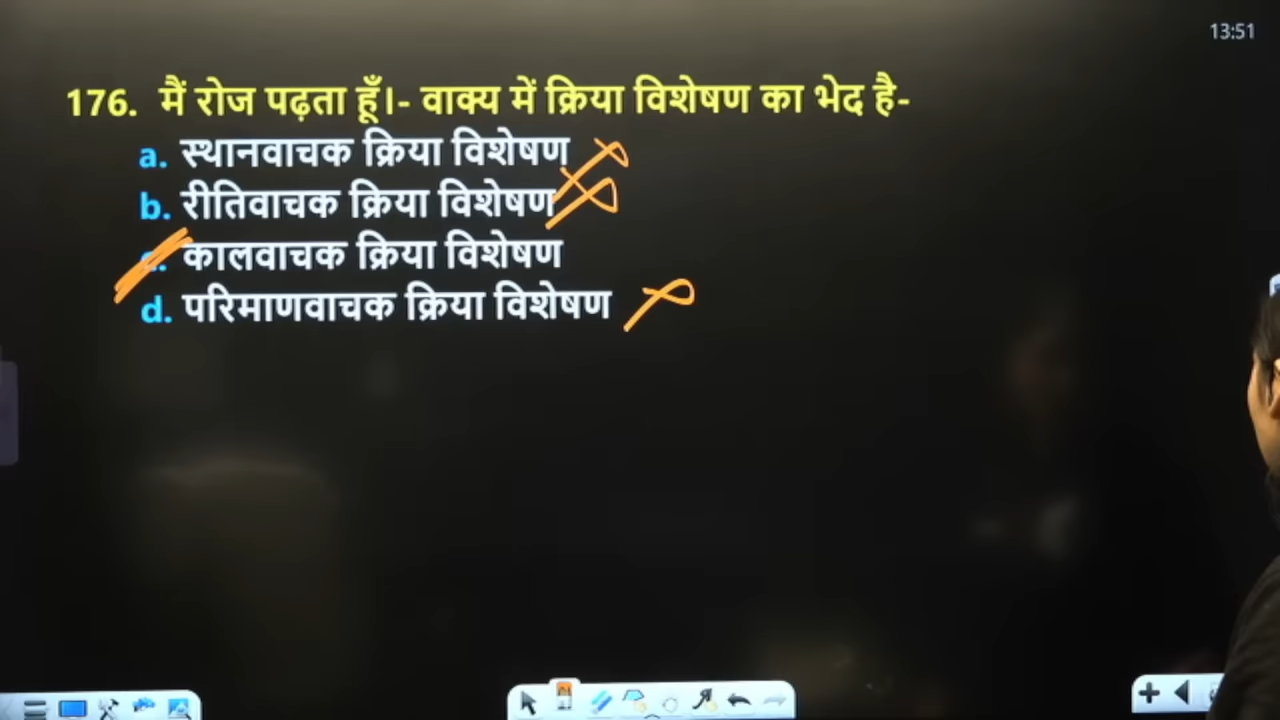 13:51
176. मैं रोज पढ़ता हूँ।- वाक्य में क्रिया विशेषण का भेद है-
a. स्थानवाचक क्रिया विशेषण
b. रीतिवाचक क्रिया विशेषण
c. कालवाचक क्रिया विशेषण
d. परिमाणवाचक क्रिया विशेषण